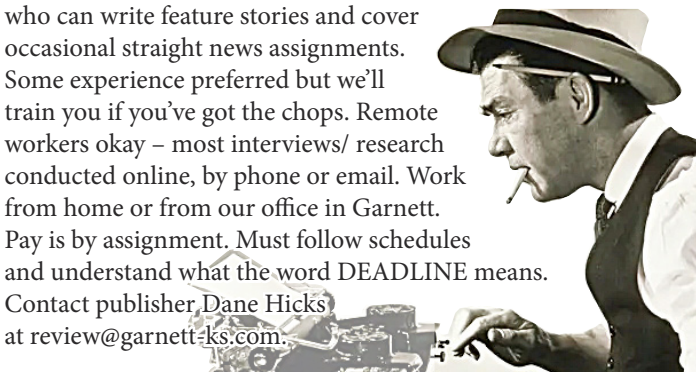 who can write feature stories and cover
occasional straight news assignments.
Some experience preferred but we’ll
train you if you’ve got the chops. Remote
workers okay – most interviews/ research
conducted online, by phone or email. Work
from home or from our office in Garnett.
Pay is by assignment. Must follow schedules
and understand what the word DEADLINE means.
Contact publisher Dane Hicks
at review@garnett-ks.com.